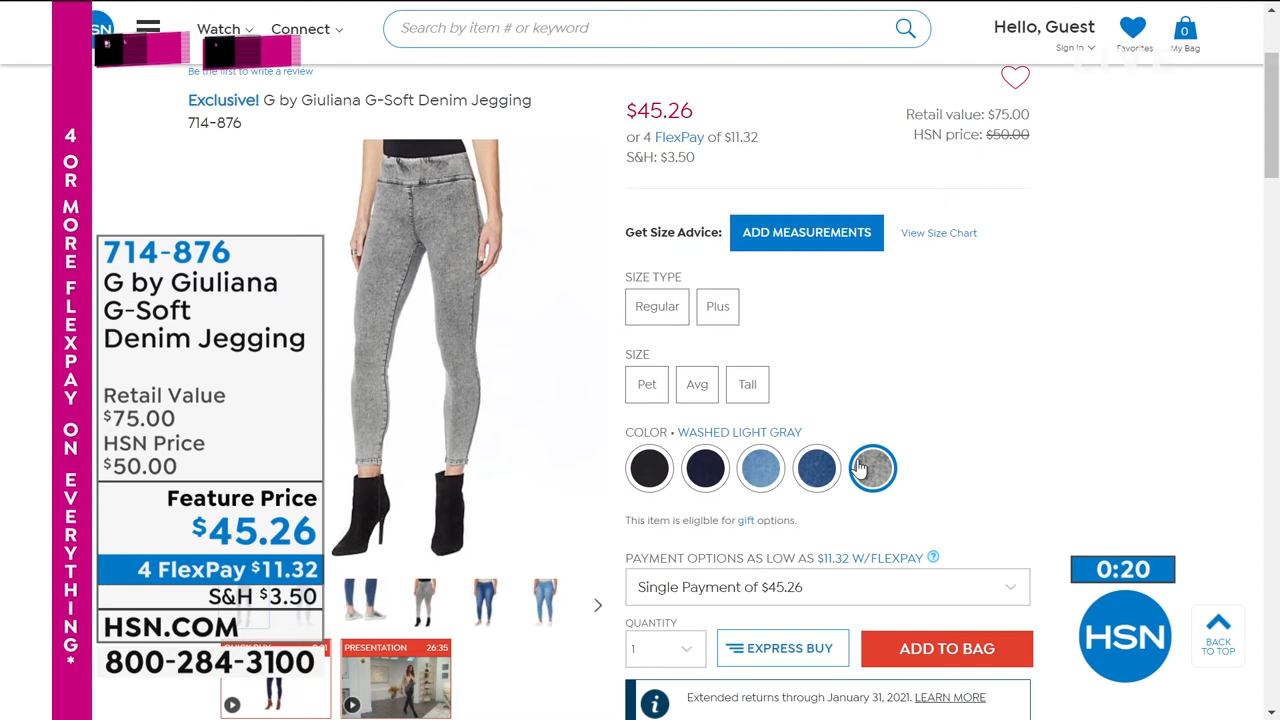 HSN
Watch
Connect
Search by item # or keyword
Hello, Guest
Sign In
Favorites
0
My Bag
Be the first to write a review
Exclusive! G by Giuliana G-Soft Denim Jegging
714-876
$45.26
or 4 FlexPay of $11.32
S&H: $3.50
Retail value: $75.00
HSN price: $50.00
Get Size Advice:
ADD MEASUREMENTS
View Size Chart
SIZE TYPE
Regular
Plus
SIZE
Pet
Avg
Tall
COLOR • WASHED LIGHT GRAY
This item is eligible for gift options.
PAYMENT OPTIONS AS LOW AS $11.32 W/FLEXPAY ?
Single Payment of $45.26
QUANTITY
1
EXPRESS BUY
ADD TO BAG
i
Extended returns through January 31, 2021. LEARN MORE
4 OR MORE FLEXPAY ON EVERYTHING*
714-876
G by Giuliana
G-Soft
Denim Jegging
Retail Value
$75.00
HSN Price
$50.00
Feature Price
$45.26
4 FlexPay $11.32
S&H $3.50
HSN.COM
800-284-3100
PRESENTATION 26:35
0:20
HSN
BACK
TO TOP